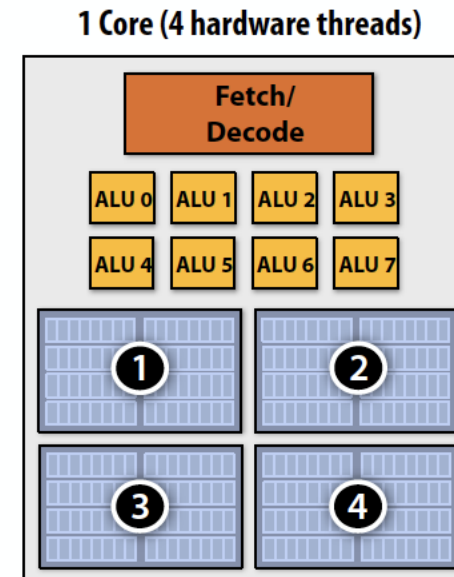 1 Core (4 hardware threads)
Fetch/
Decode
ALU 0 ALU 1 ALU 2 ALU 3
ALU 4 ALU 5 ALU 6 ALU 7
1 2
3 4